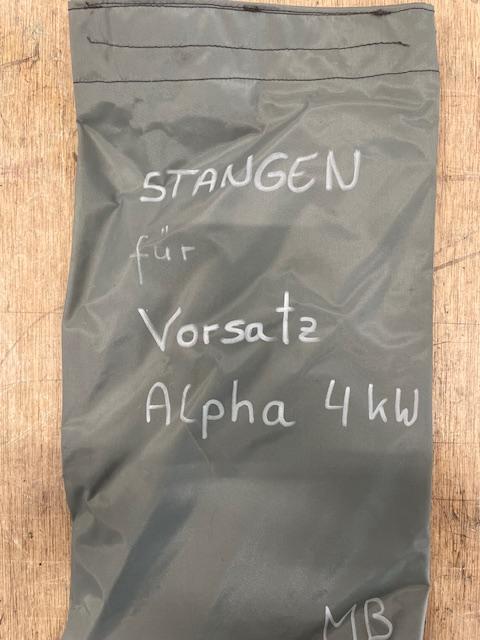 STANGEN
für
Vorsatz
Alpha 4 kW
MB